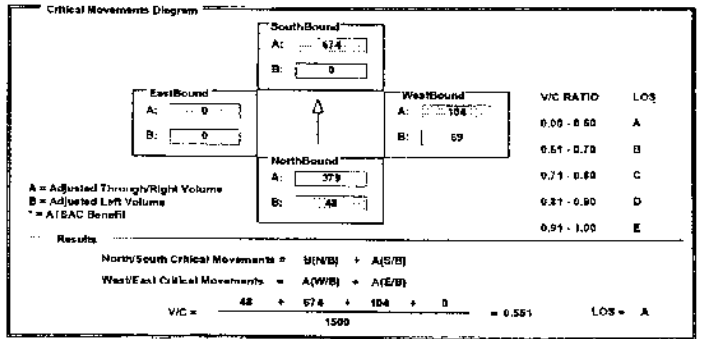 Critical Movements Diagram
SouthBound
A: 674
B: 0
EastBound
A: 0
B: 0
WestBound
A: 104
B: 69
NorthBound
A: 379
B: 48
V/C RATIO LOS
0.00 - 0.60 A
0.61 - 0.70 B
0.71 - 0.80 C
0.81 - 0.90 D
0.91 - 1.00 E
A = Adjusted Through/Right Volume
B = Adjusted Left Volume
* = ATSAC Benefit
Results
North/South Critical Movements = B(N/B) + A(S/B)
West/East Critical Movements = A(W/B) + A(E/B)
48 + 674 + 104 + 0
V/C = = 0.551 LOS = A
1500